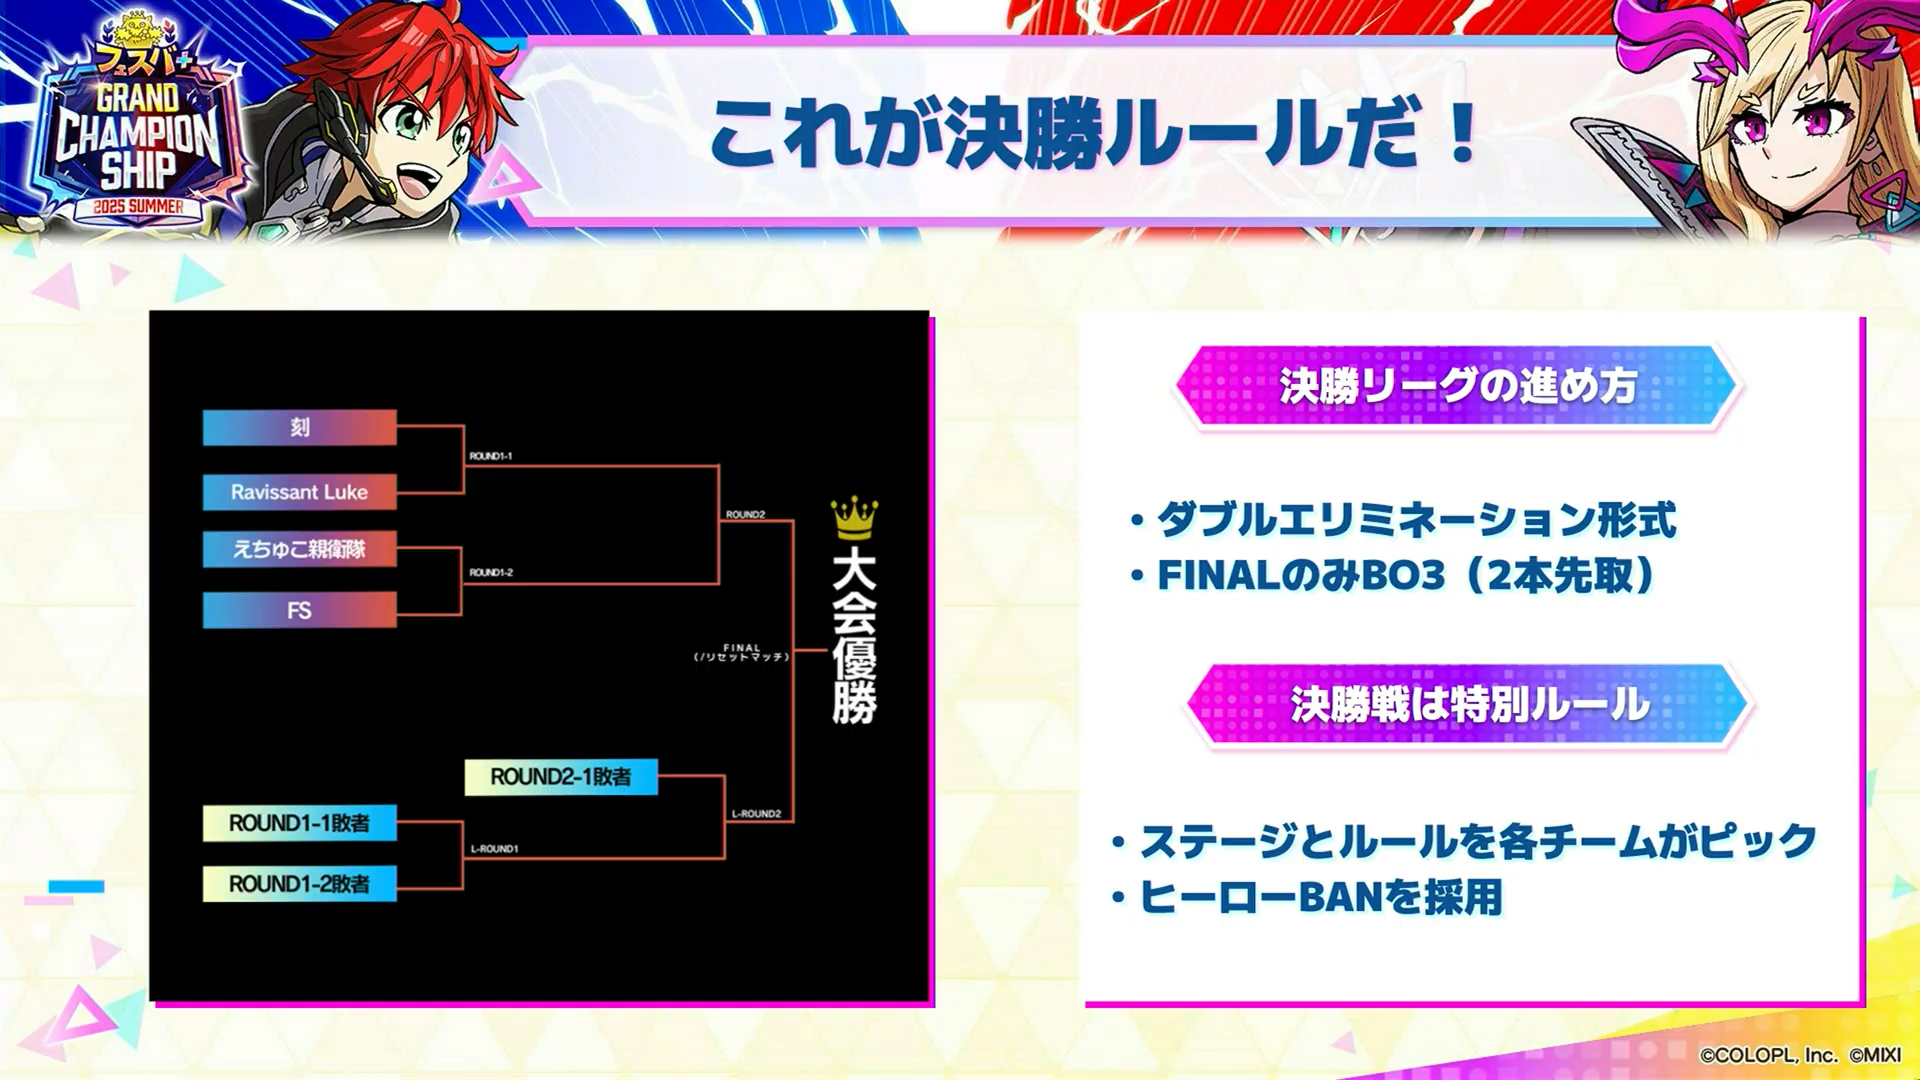 フェスバ+
GRAND
CHAMPION
SHIP
2025 SUMMER
これが決勝ルールだ！
刻
Ravissant Luke
えちゅこ親衛隊
FS
ROUND1-1
ROUND1-2
ROUND2
FINAL
(/リセットマッチ)
大会優勝
ROUND2-1敗者
ROUND1-1敗者
ROUND1-2敗者
L-ROUND1
L-ROUND2
決勝リーグの進め方
・ダブルエリミネーション形式
・FINALのみBO3（2本先取）
決勝戦は特別ルール
・ステージとルールを各チームがピック
・ヒーローBANを採用
©COLOPL, Inc. ©MIXI